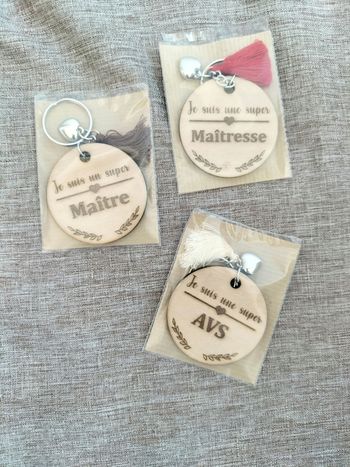 Je suis une super
Maîtresse
Je suis un super
Maître
Je suis une super
AVS